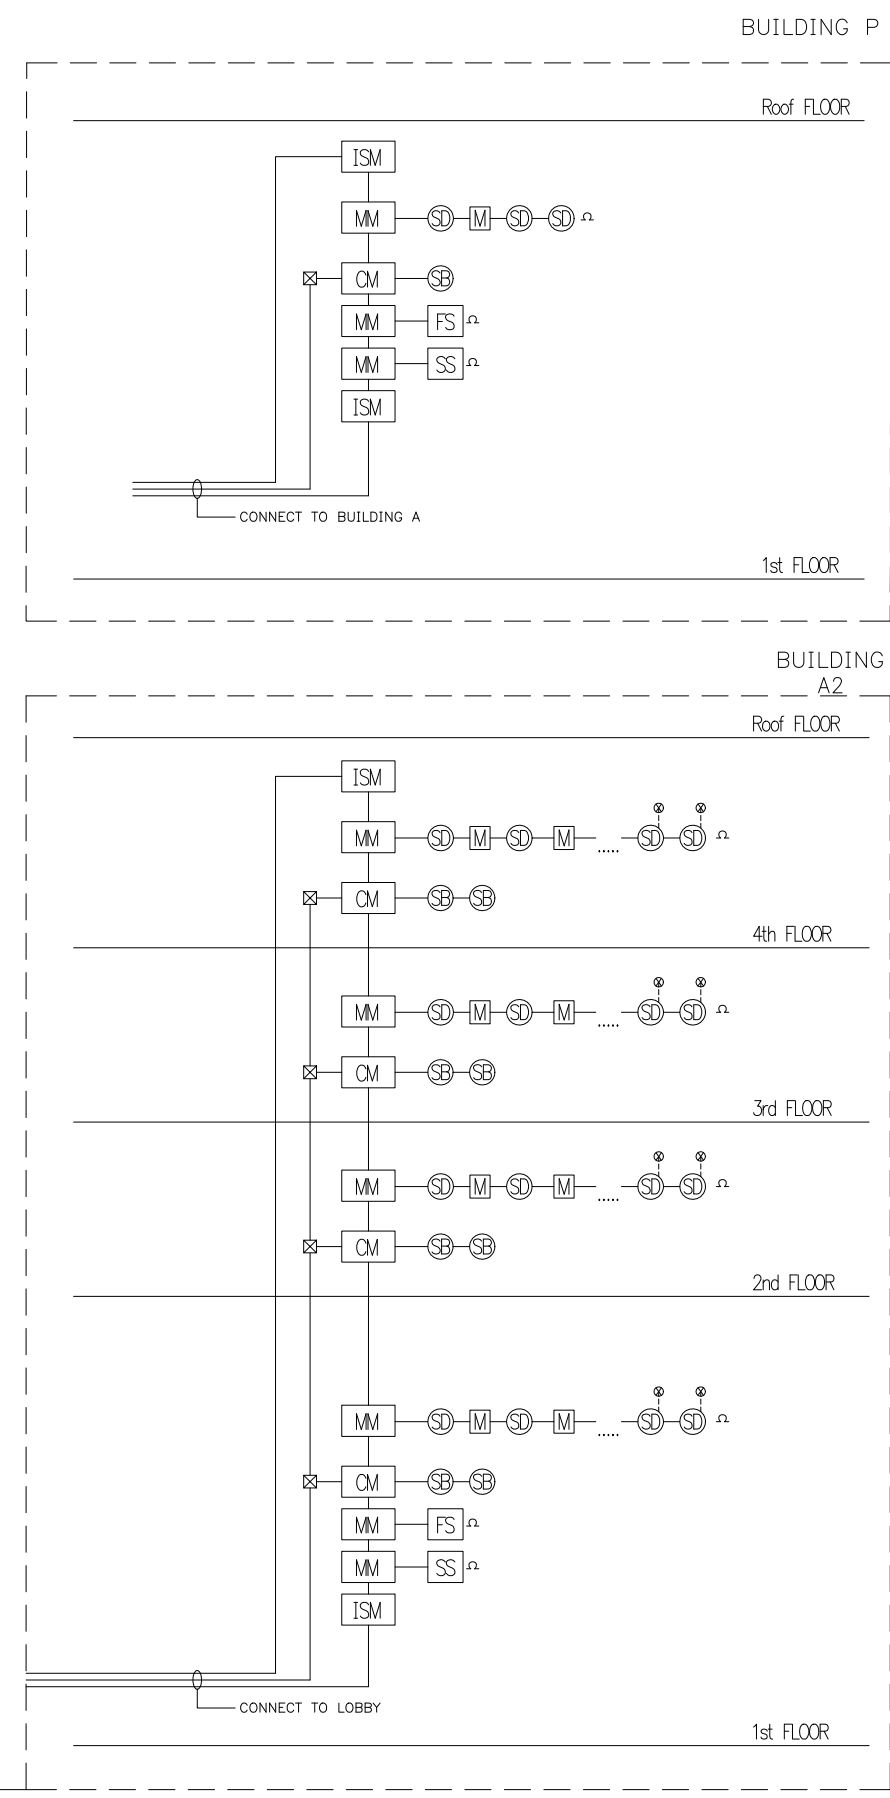 BUILDING P
Roof FLOOR
ISM
MM SD M SD SD Ω
CM SB
MM FS Ω
MM SS Ω
ISM
CONNECT TO BUILDING A
1st FLOOR
BUILDING
A2
Roof FLOOR
ISM
MM SD M SD M ..... SD SD Ω
CM SB SB
4th FLOOR
MM SD M SD M ..... SD SD Ω
CM SB SB
3rd FLOOR
MM SD M SD M ..... SD SD Ω
CM SB SB
2nd FLOOR
MM SD M SD M ..... SD SD Ω
CM SB SB
MM FS Ω
MM SS Ω
ISM
CONNECT TO LOBBY
1st FLOOR